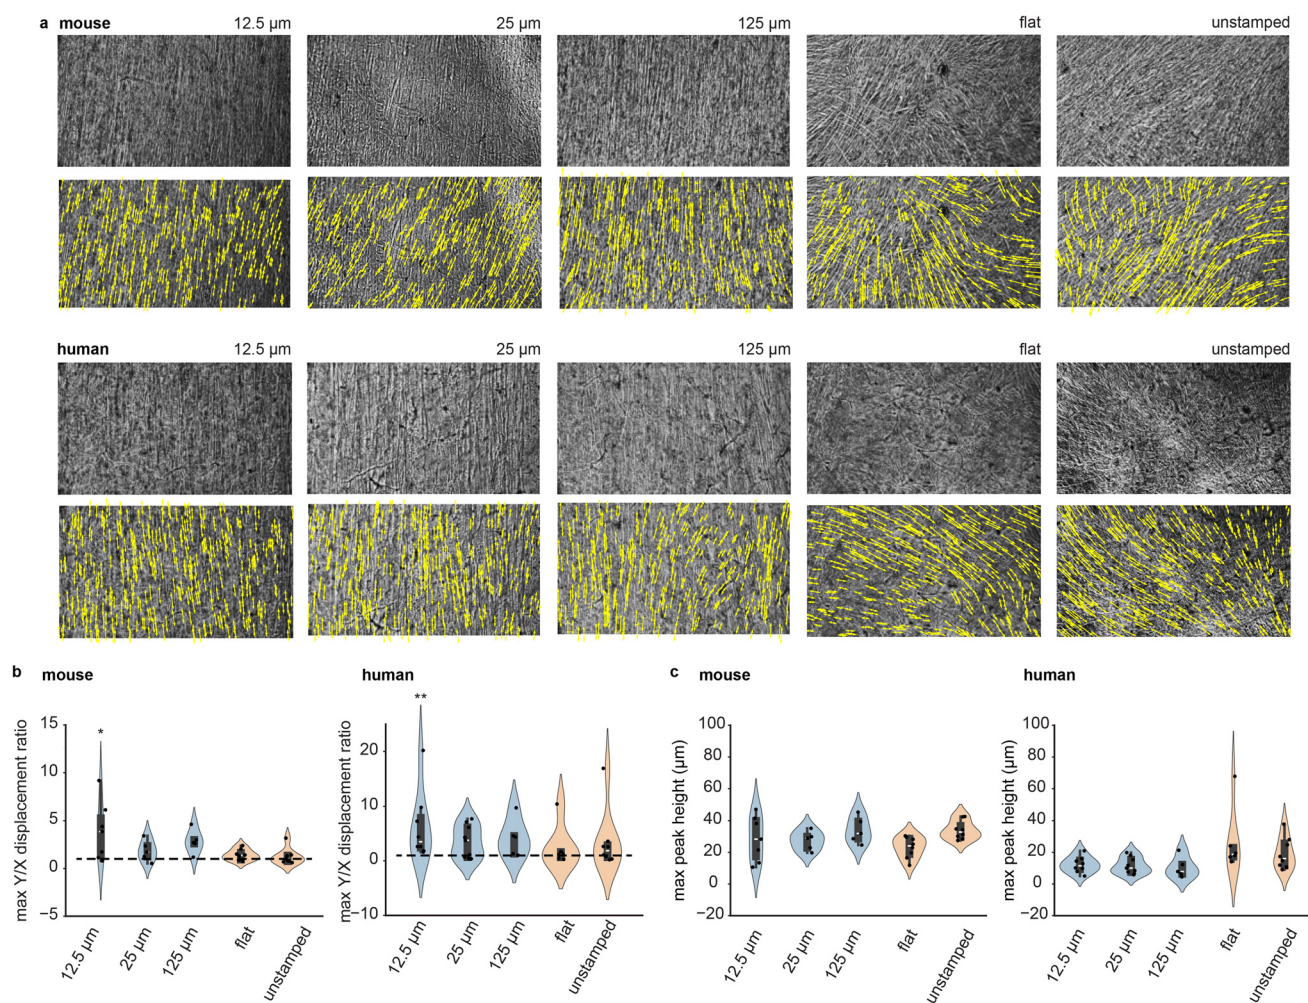 a mouse 12.5 µm 25 µm 125 µm flat unstamped
human 12.5 µm 25 µm 125 µm flat unstamped
b mouse human c mouse human
* **
max Y/X displacement ratio
15
10
5
0
−5
12.5 µm 25 µm 125 µm flat unstamped
max Y/X displacement ratio
20
10
0
−10
12.5 µm 25 µm 125 µm flat unstamped
max peak height (µm)
100
80
60
40
20
0
−20
12.5 µm 25 µm 125 µm flat unstamped
max peak height (µm)
100
80
60
40
20
0
−20
12.5 µm 25 µm 125 µm flat unstamped